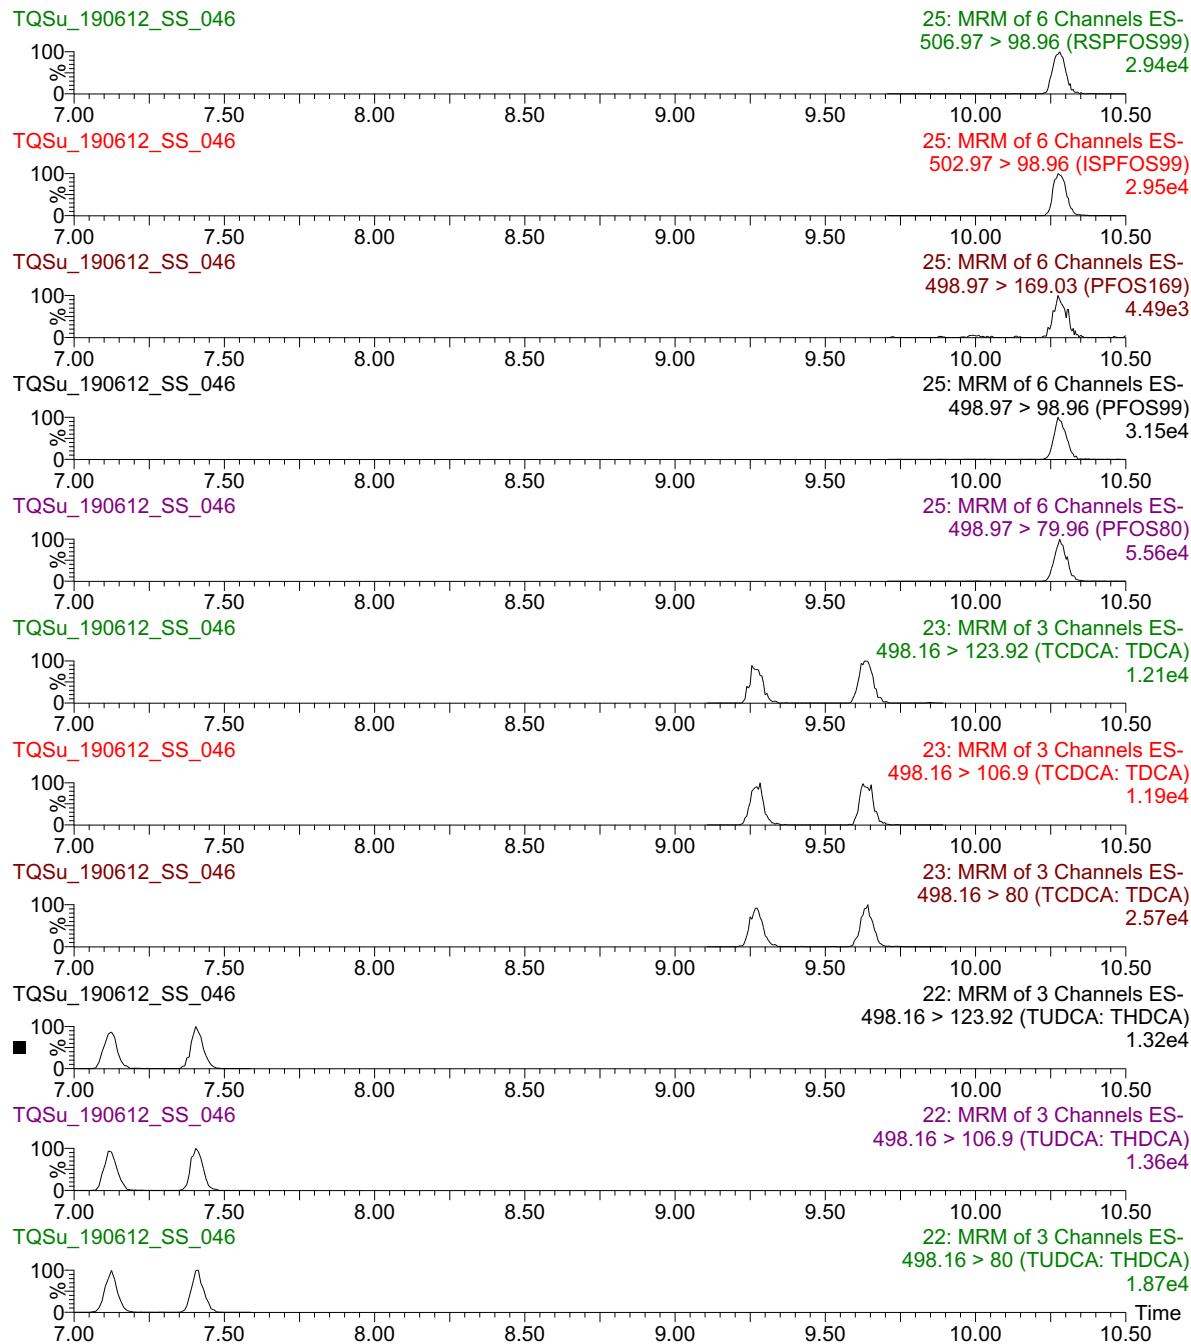 TQSu_190612_SS_046
25: MRM of 6 Channels ES-
506.97 > 98.96 (RSPFOS99)
2.94e4
100
%
0
7.00 7.50 8.00 8.50 9.00 9.50 10.00 10.50
TQSu_190612_SS_046
25: MRM of 6 Channels ES-
502.97 > 98.96 (ISPFOS99)
2.95e4
100
%
0
7.00 7.50 8.00 8.50 9.00 9.50 10.00 10.50
TQSu_190612_SS_046
25: MRM of 6 Channels ES-
498.97 > 169.03 (PFOS169)
4.49e3
100
%
0
7.00 7.50 8.00 8.50 9.00 9.50 10.00 10.50
TQSu_190612_SS_046
25: MRM of 6 Channels ES-
498.97 > 98.96 (PFOS99)
3.15e4
100
%
0
7.00 7.50 8.00 8.50 9.00 9.50 10.00 10.50
TQSu_190612_SS_046
25: MRM of 6 Channels ES-
498.97 > 79.96 (PFOS80)
5.56e4
100
%
0
7.00 7.50 8.00 8.50 9.00 9.50 10.00 10.50
TQSu_190612_SS_046
23: MRM of 3 Channels ES-
498.16 > 123.92 (TCDCA: TDCA)
1.21e4
100
%
0
7.00 7.50 8.00 8.50 9.00 9.50 10.00 10.50
TQSu_190612_SS_046
23: MRM of 3 Channels ES-
498.16 > 106.9 (TCDCA: TDCA)
1.19e4
100
%
0
7.00 7.50 8.00 8.50 9.00 9.50 10.00 10.50
TQSu_190612_SS_046
23: MRM of 3 Channels ES-
498.16 > 80 (TCDCA: TDCA)
2.57e4
100
%
0
7.00 7.50 8.00 8.50 9.00 9.50 10.00 10.50
TQSu_190612_SS_046
22: MRM of 3 Channels ES-
498.16 > 123.92 (TUDCA: THDCA)
1.32e4
100
%
0
7.00 7.50 8.00 8.50 9.00 9.50 10.00 10.50
TQSu_190612_SS_046
22: MRM of 3 Channels ES-
498.16 > 106.9 (TUDCA: THDCA)
1.36e4
100
%
0
7.00 7.50 8.00 8.50 9.00 9.50 10.00 10.50
TQSu_190612_SS_046
22: MRM of 3 Channels ES-
498.16 > 80 (TUDCA: THDCA)
1.87e4
100
%
0
Time
7.00 7.50 8.00 8.50 9.00 9.50 10.00 10.50